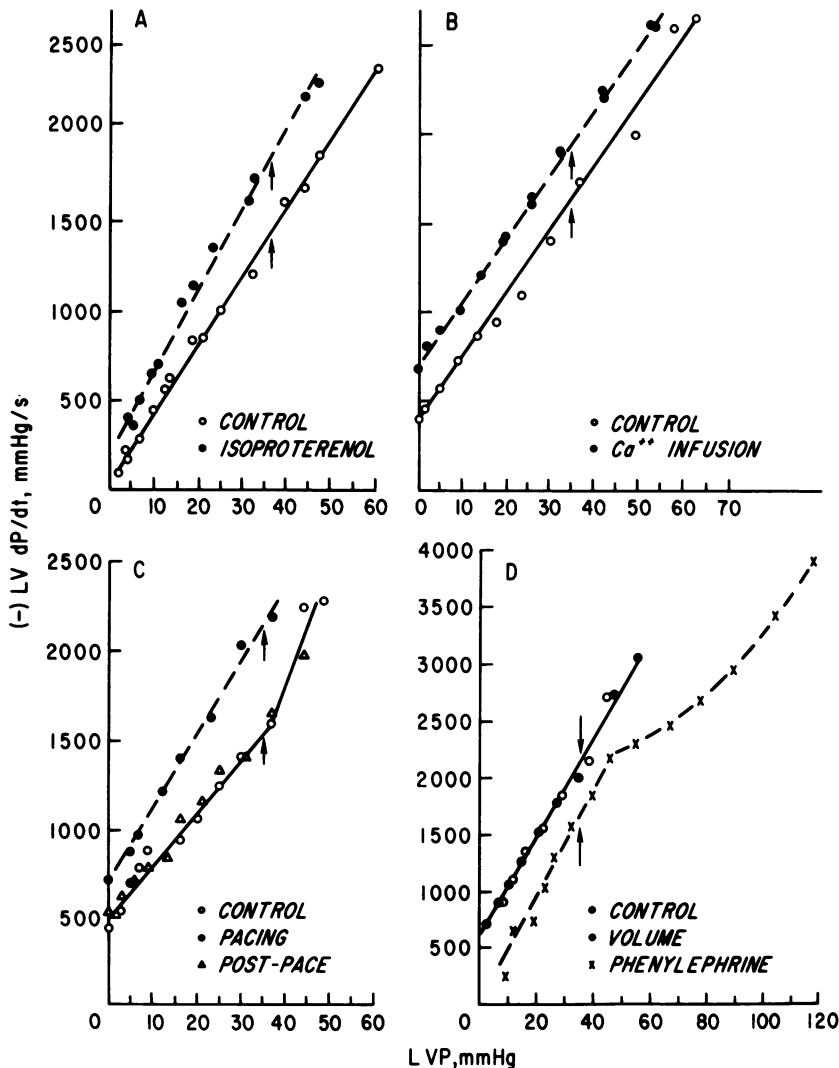 A
2500
2000
1500
1000
500
0
10 20 30 40 50 60
CONTROL
ISOPROTERENOL
B
0 10 20 30 40 50 60 70
CONTROL
Ca++ INFUSION
(-) LV dP/dt, mmHg/s
C
2500
2000
1500
1000
500
0 10 20 30 40 50 60
CONTROL
PACING
POST-PACE
D
4000
3500
3000
2500
2000
1500
1000
500
0 20 40 60 80 100 120
CONTROL
VOLUME
PHENYLEPHRINE
LVP, mmHg